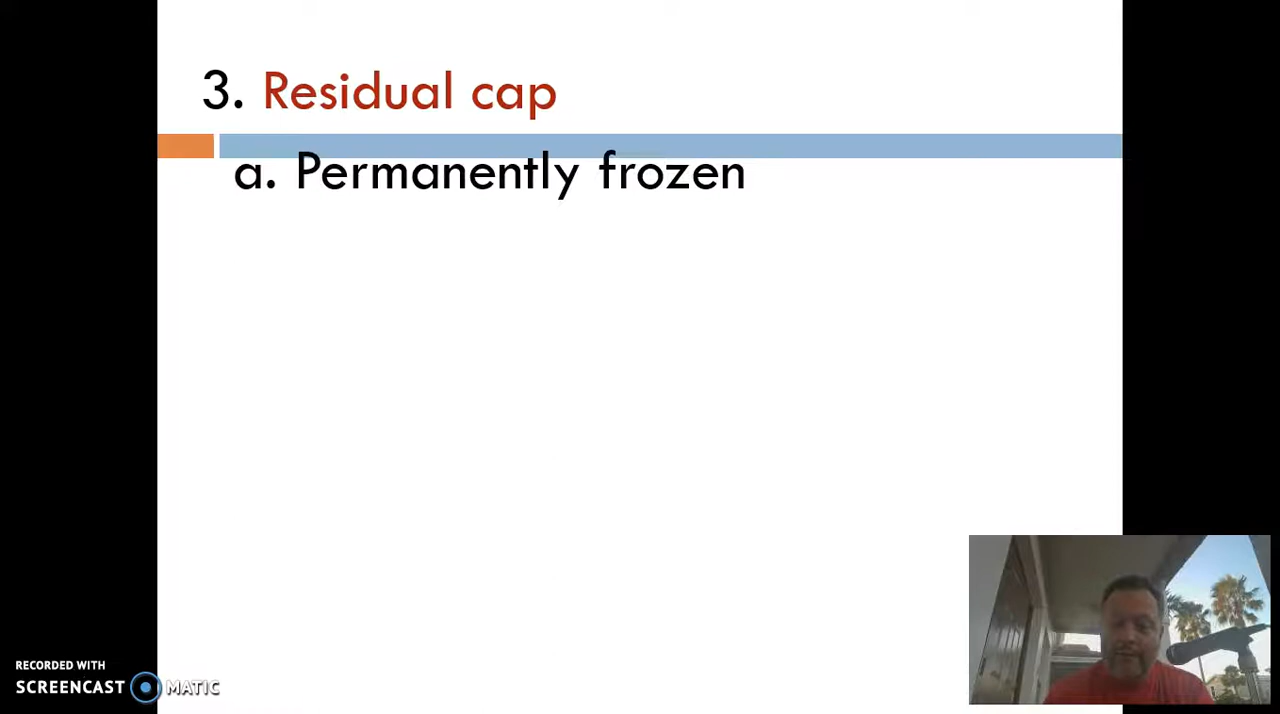 3. Residual cap
a. Permanently frozen
RECORDED WITH
SCREENCAST MATIC